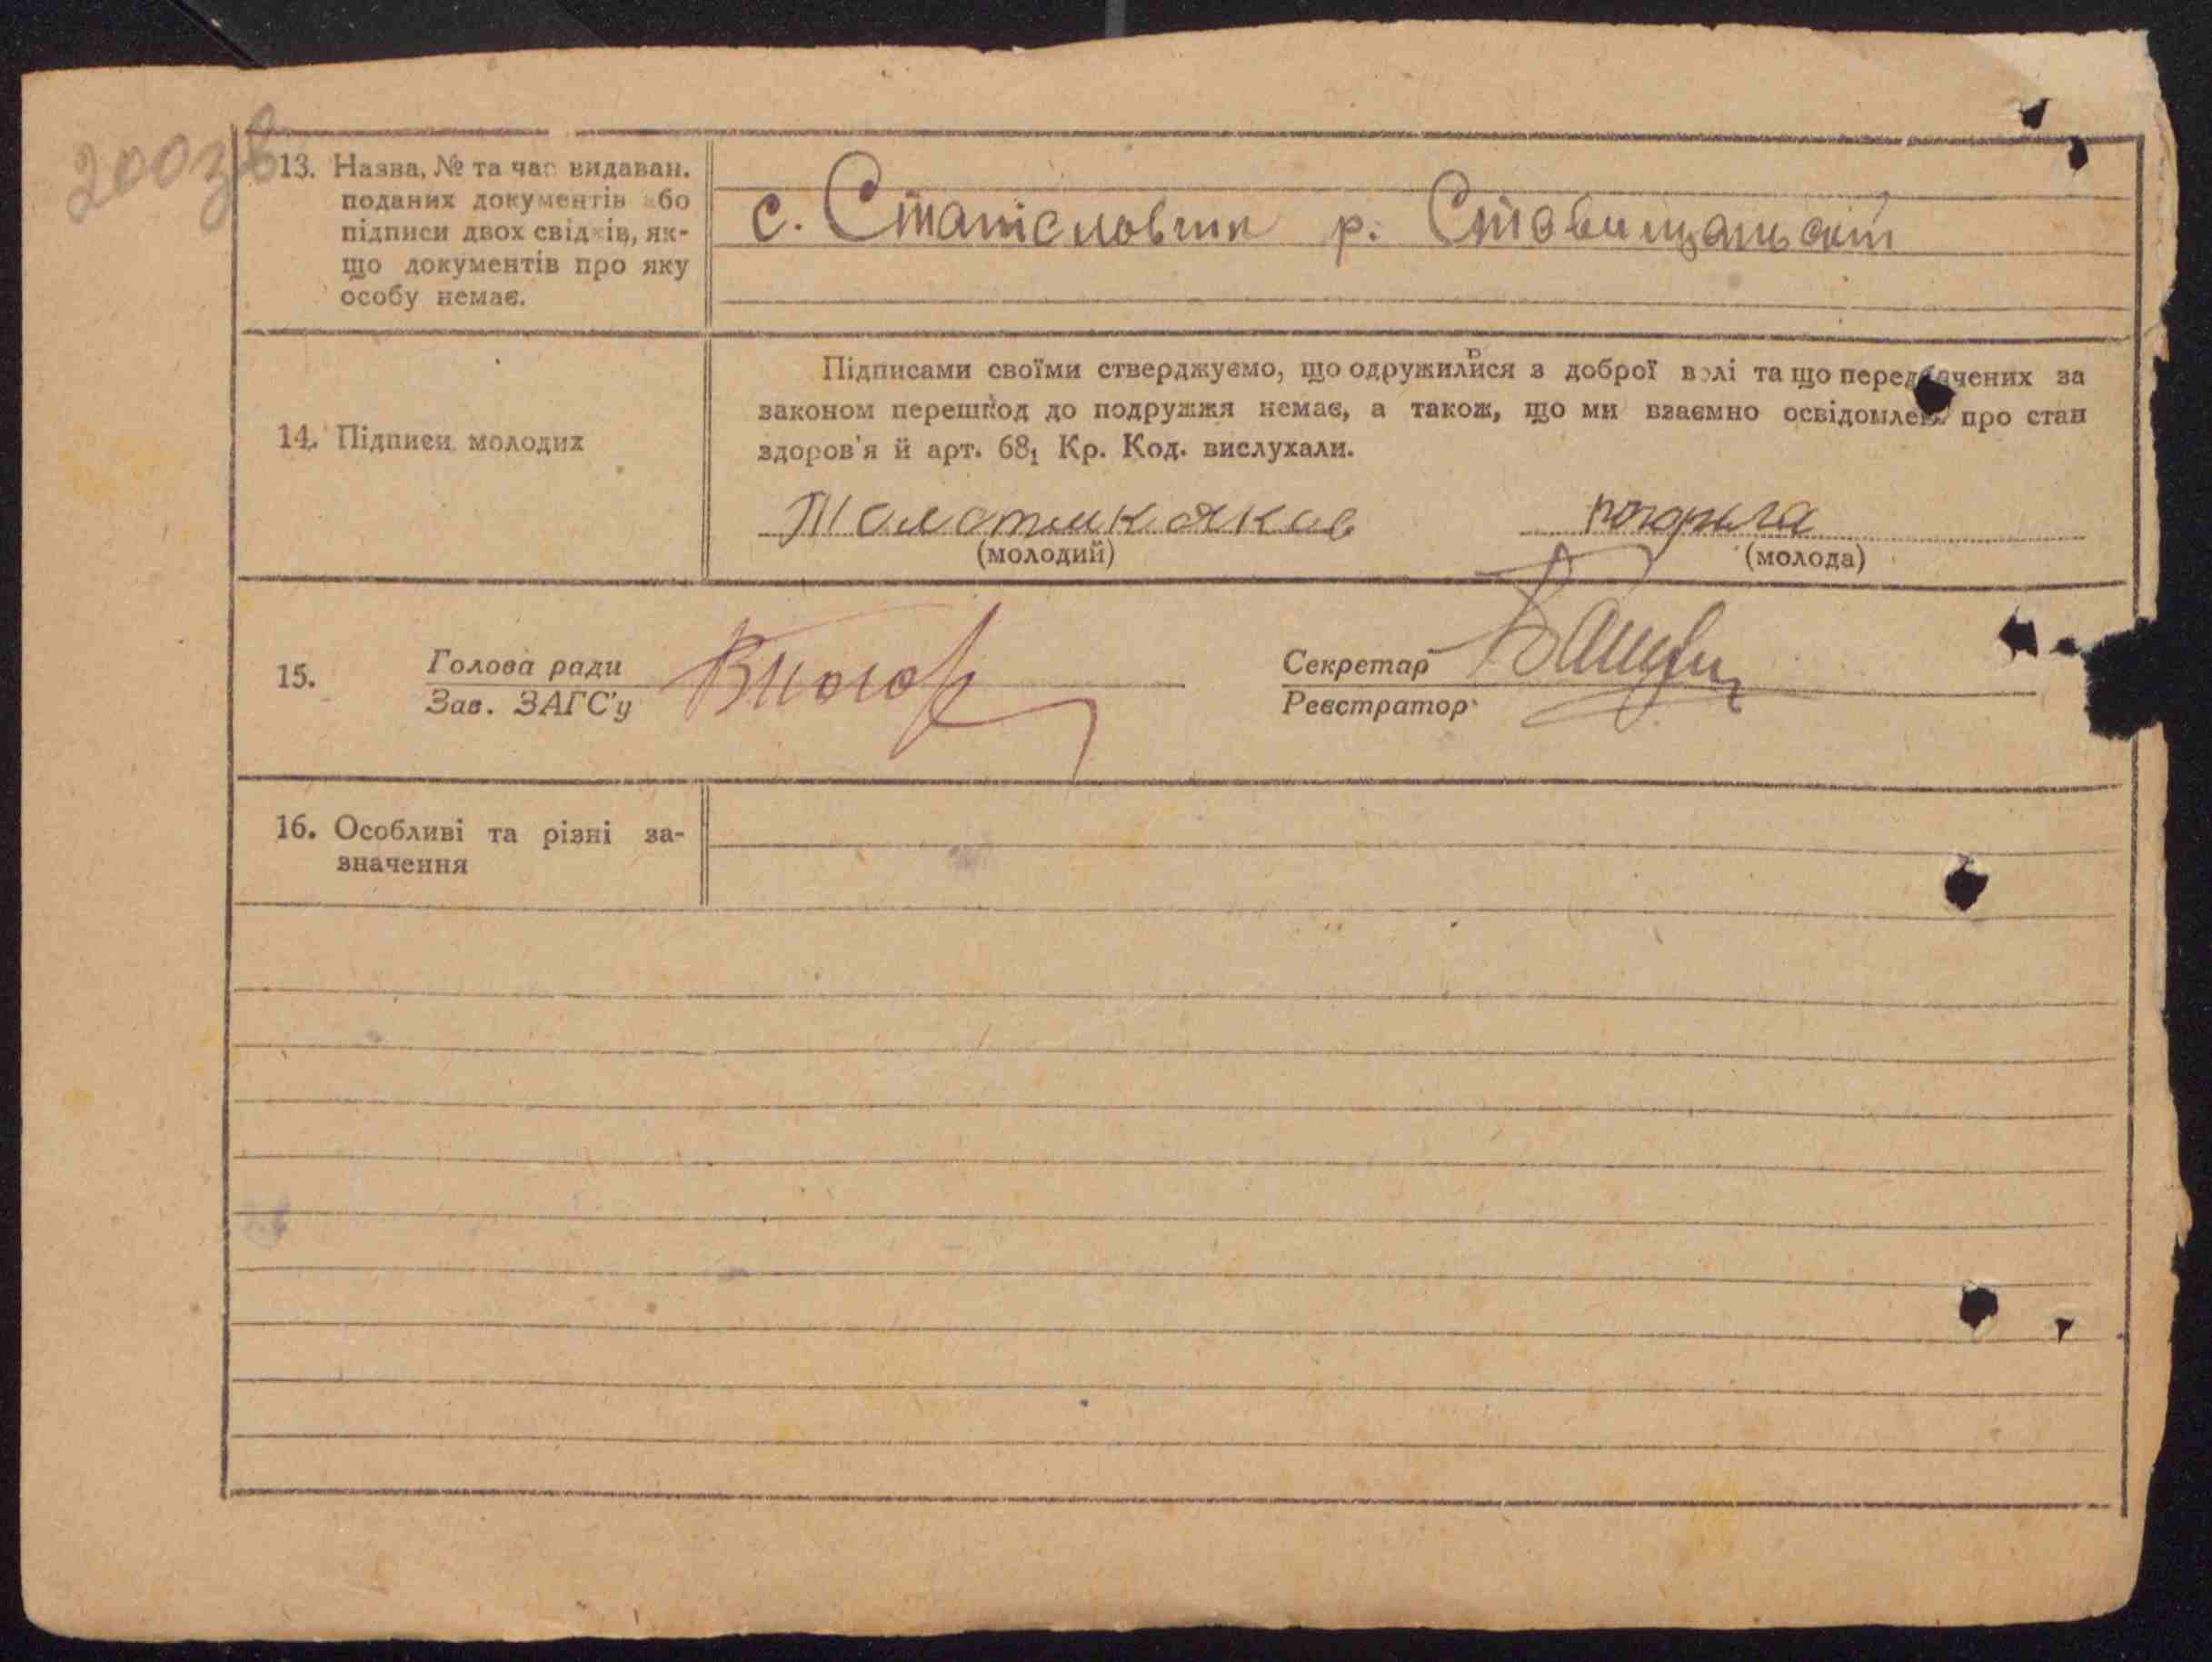 200зв
13. Назва, № та час видаван.
поданих документів або
підписи двох свідків, як-
що документів про яку
особу немає.
с. Станіславчик р. Ставищанський
14. Підписи молодих
Підписами своїми стверджуємо, що одружилися з доброї волі та що передбачених за
законом перешкод до подружжя немає, а також, що ми взаємно освідомлені про стан
здоров'я й арт. 68₁ Кр. Код. вислухали.
(молодий)
(молода)
15.
Голова ради
Зав. ЗАГС'у
Секретар
Реєстратор
16. Особливі та різні за-
значення